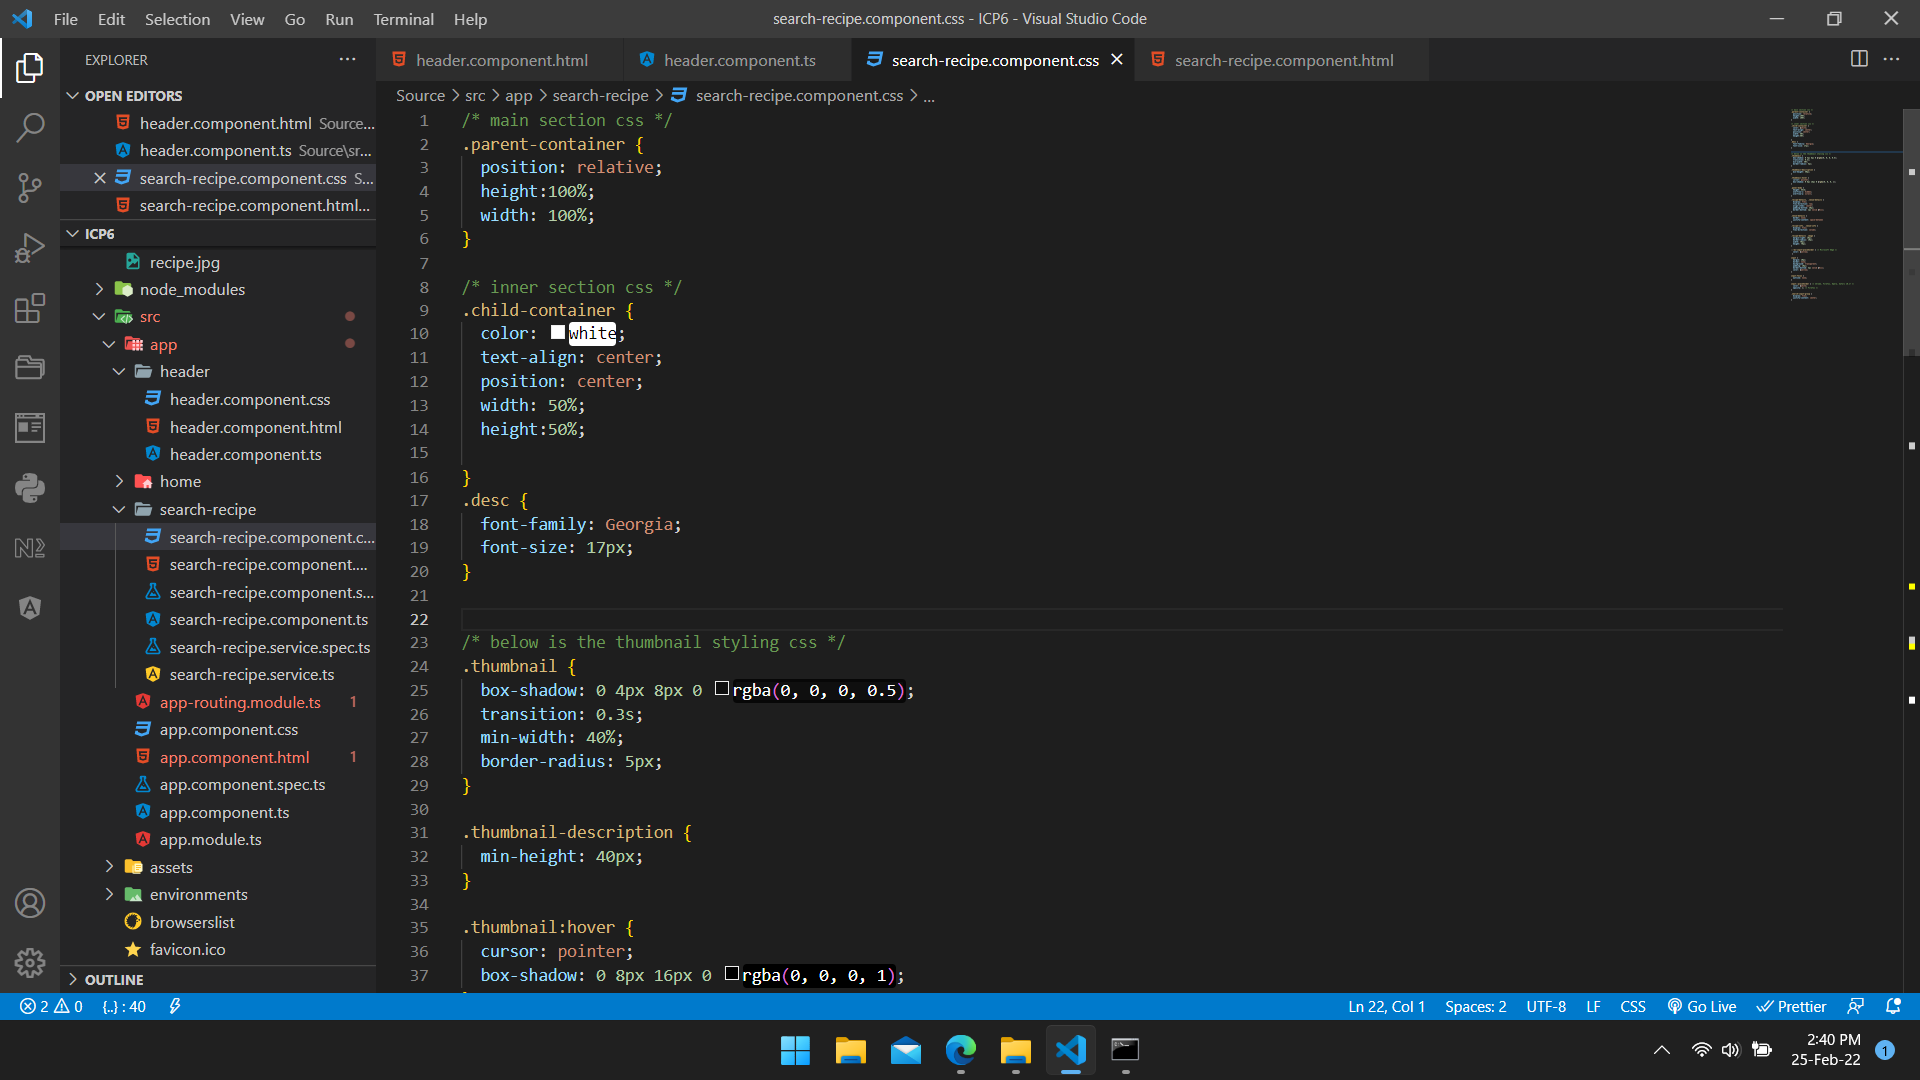 File Edit Selection View Go Run Terminal Help
search-recipe.component.css - ICP6 - Visual Studio Code
EXPLORER
OPEN EDITORS
header.component.html Source...
header.component.ts Source\sr...
search-recipe.component.css S...
search-recipe.component.html...
ICP6
recipe.jpg
node_modules
src
app
header
header.component.css
header.component.html
header.component.ts
home
search-recipe
search-recipe.component.c...
search-recipe.component....
search-recipe.component.s...
search-recipe.component.ts
search-recipe.service.spec.ts
search-recipe.service.ts
app-routing.module.ts 1
app.component.css
app.component.html 1
app.component.spec.ts
app.component.ts
app.module.ts
assets
environments
browserslist
favicon.ico
OUTLINE
header.component.html
header.component.ts
search-recipe.component.css
search-recipe.component.html
Source > src > app > search-recipe > search-recipe.component.css > ...
1 /* main section css */
2 .parent-container {
3 position: relative;
4 height:100%;
5 width: 100%;
6 }
7
8 /* inner section css */
9 .child-container {
10 color: white;
11 text-align: center;
12 position: center;
13 width: 50%;
14 height:50%;
15
16 }
17 .desc {
18 font-family: Georgia;
19 font-size: 17px;
20 }
21
22
23 /* below is the thumbnail styling css */
24 .thumbnail {
25 box-shadow: 0 4px 8px 0 rgba(0, 0, 0, 0.5);
26 transition: 0.3s;
27 min-width: 40%;
28 border-radius: 5px;
29 }
30
31 .thumbnail-description {
32 min-height: 40px;
33 }
34
35 .thumbnail:hover {
36 cursor: pointer;
37 box-shadow: 0 8px 16px 0 rgba(0, 0, 0, 1);
2 0 {..} : 40
Ln 22, Col 1 Spaces: 2 UTF-8 LF CSS Go Live Prettier
2:40 PM
25-Feb-22
1